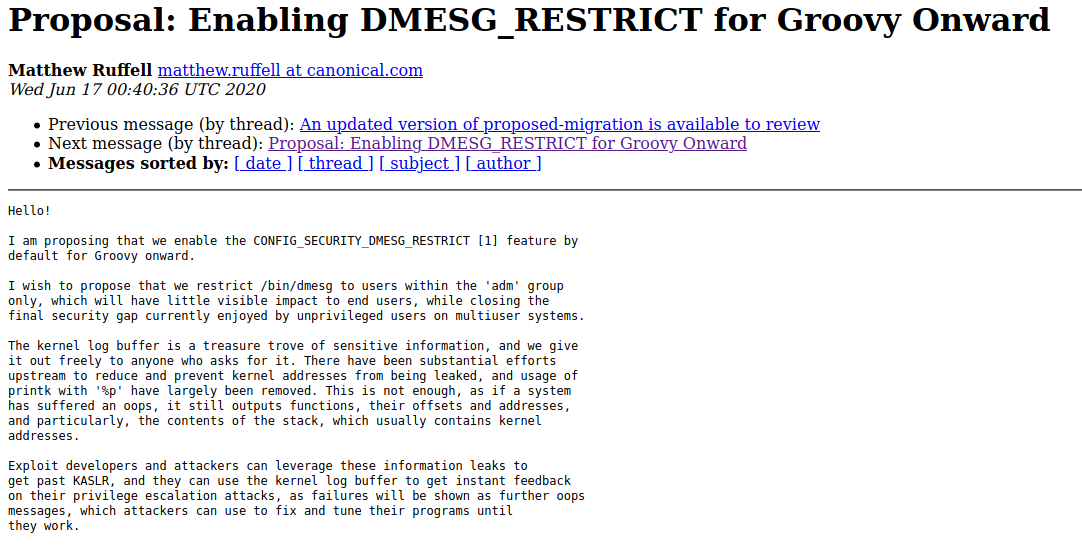 Proposal: Enabling DMESG_RESTRICT for Groovy Onward
Matthew Ruffell matthew.ruffell at canonical.com
Wed Jun 17 00:40:36 UTC 2020
• Previous message (by thread): An updated version of proposed-migration is available to review
• Next message (by thread): Proposal: Enabling DMESG_RESTRICT for Groovy Onward
• Messages sorted by: [ date ] [ thread ] [ subject ] [ author ]
Hello!
I am proposing that we enable the CONFIG_SECURITY_DMESG_RESTRICT [1] feature by
default for Groovy onward.
I wish to propose that we restrict /bin/dmesg to users within the 'adm' group
only, which will have little visible impact to end users, while closing the
final security gap currently enjoyed by unprivileged users on multiuser systems.
The kernel log buffer is a treasure trove of sensitive information, and we give
it out freely to anyone who asks for it. There have been substantial efforts
upstream to reduce and prevent kernel addresses from being leaked, and usage of
printk with '%p' have largely been removed. This is not enough, as if a system
has suffered an oops, it still outputs functions, their offsets and addresses,
and particularly, the contents of the stack, which usually contains kernel
addresses.
Exploit developers and attackers can leverage these information leaks to
get past KASLR, and they can use the kernel log buffer to get instant feedback
on their privilege escalation attacks, as failures will be shown as further oops
messages, which attackers can use to fix and tune their programs until
they work.